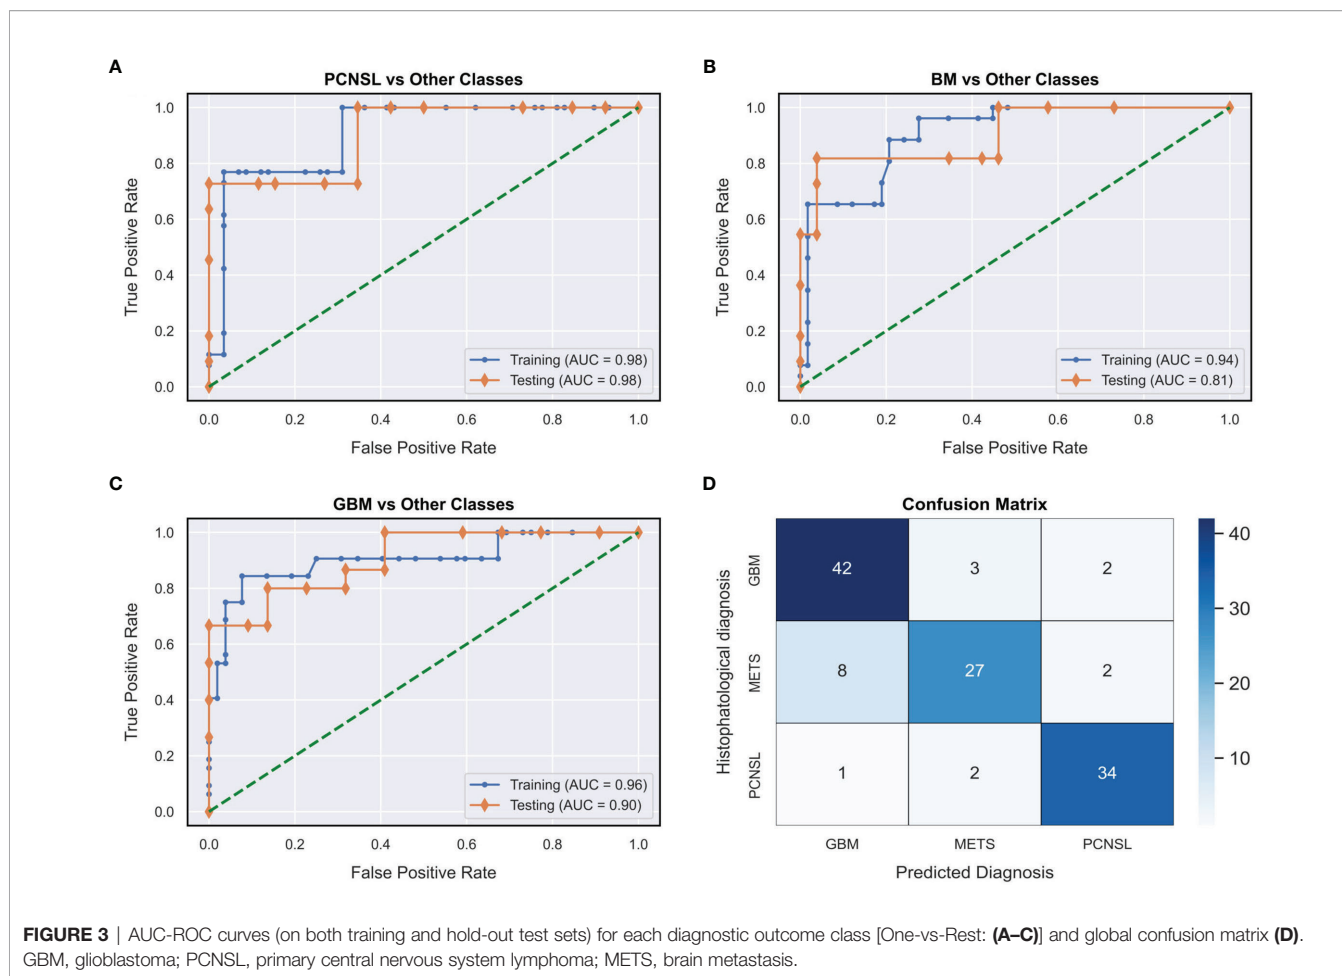 A
PCNSL vs Other Classes
True Positive Rate
1.0
0.8
0.6
0.4
0.2
0.0
0.0 0.2 0.4 0.6 0.8 1.0
False Positive Rate
Training (AUC = 0.98)
Testing (AUC = 0.98)
B
BM vs Other Classes
True Positive Rate
1.0
0.8
0.6
0.4
0.2
0.0
0.0 0.2 0.4 0.6 0.8 1.0
False Positive Rate
Training (AUC = 0.94)
Testing (AUC = 0.81)
C
GBM vs Other Classes
True Positive Rate
1.0
0.8
0.6
0.4
0.2
0.0
0.0 0.2 0.4 0.6 0.8 1.0
False Positive Rate
Training (AUC = 0.96)
Testing (AUC = 0.90)
D
Confusion Matrix
Histophatological diagnosis
GBM
METS
PCNSL
42 3 2
8 27 2
1 2 34
GBM METS PCNSL
Predicted Diagnosis
40
30
20
10
FIGURE 3 | AUC-ROC curves (on both training and hold-out test sets) for each diagnostic outcome class [One-vs-Rest: (A–C)] and global confusion matrix (D).
GBM, glioblastoma; PCNSL, primary central nervous system lymphoma; METS, brain metastasis.